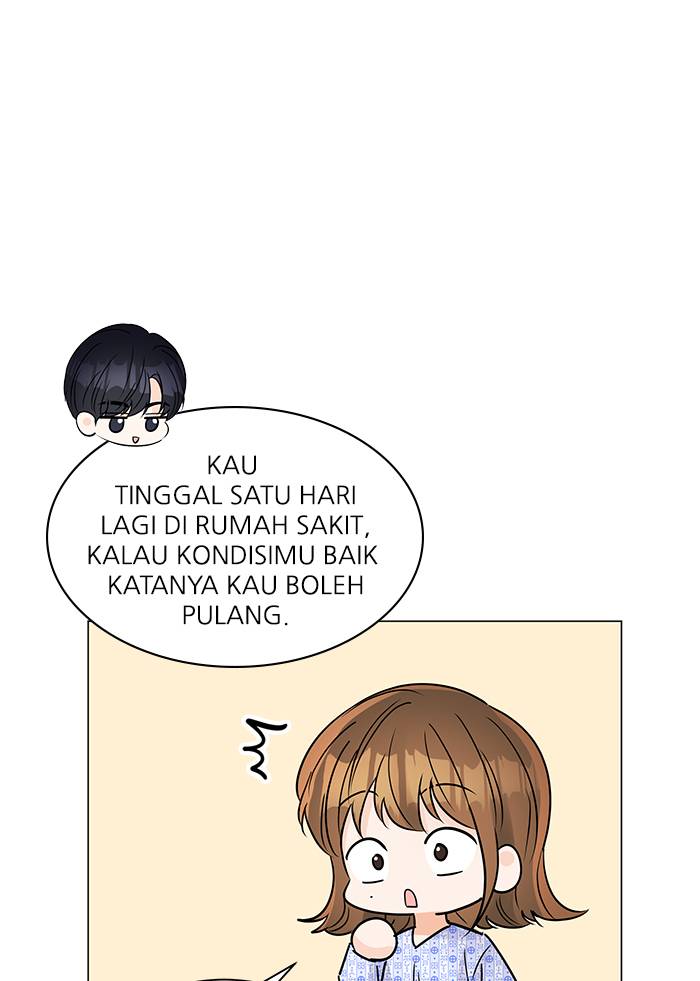 KAU
TINGGAL SATU HARI
LAGI DI RUMAH SAKIT,
KALAU KONDISIMU BAIK
KATANYA KAU BOLEH
PULANG.